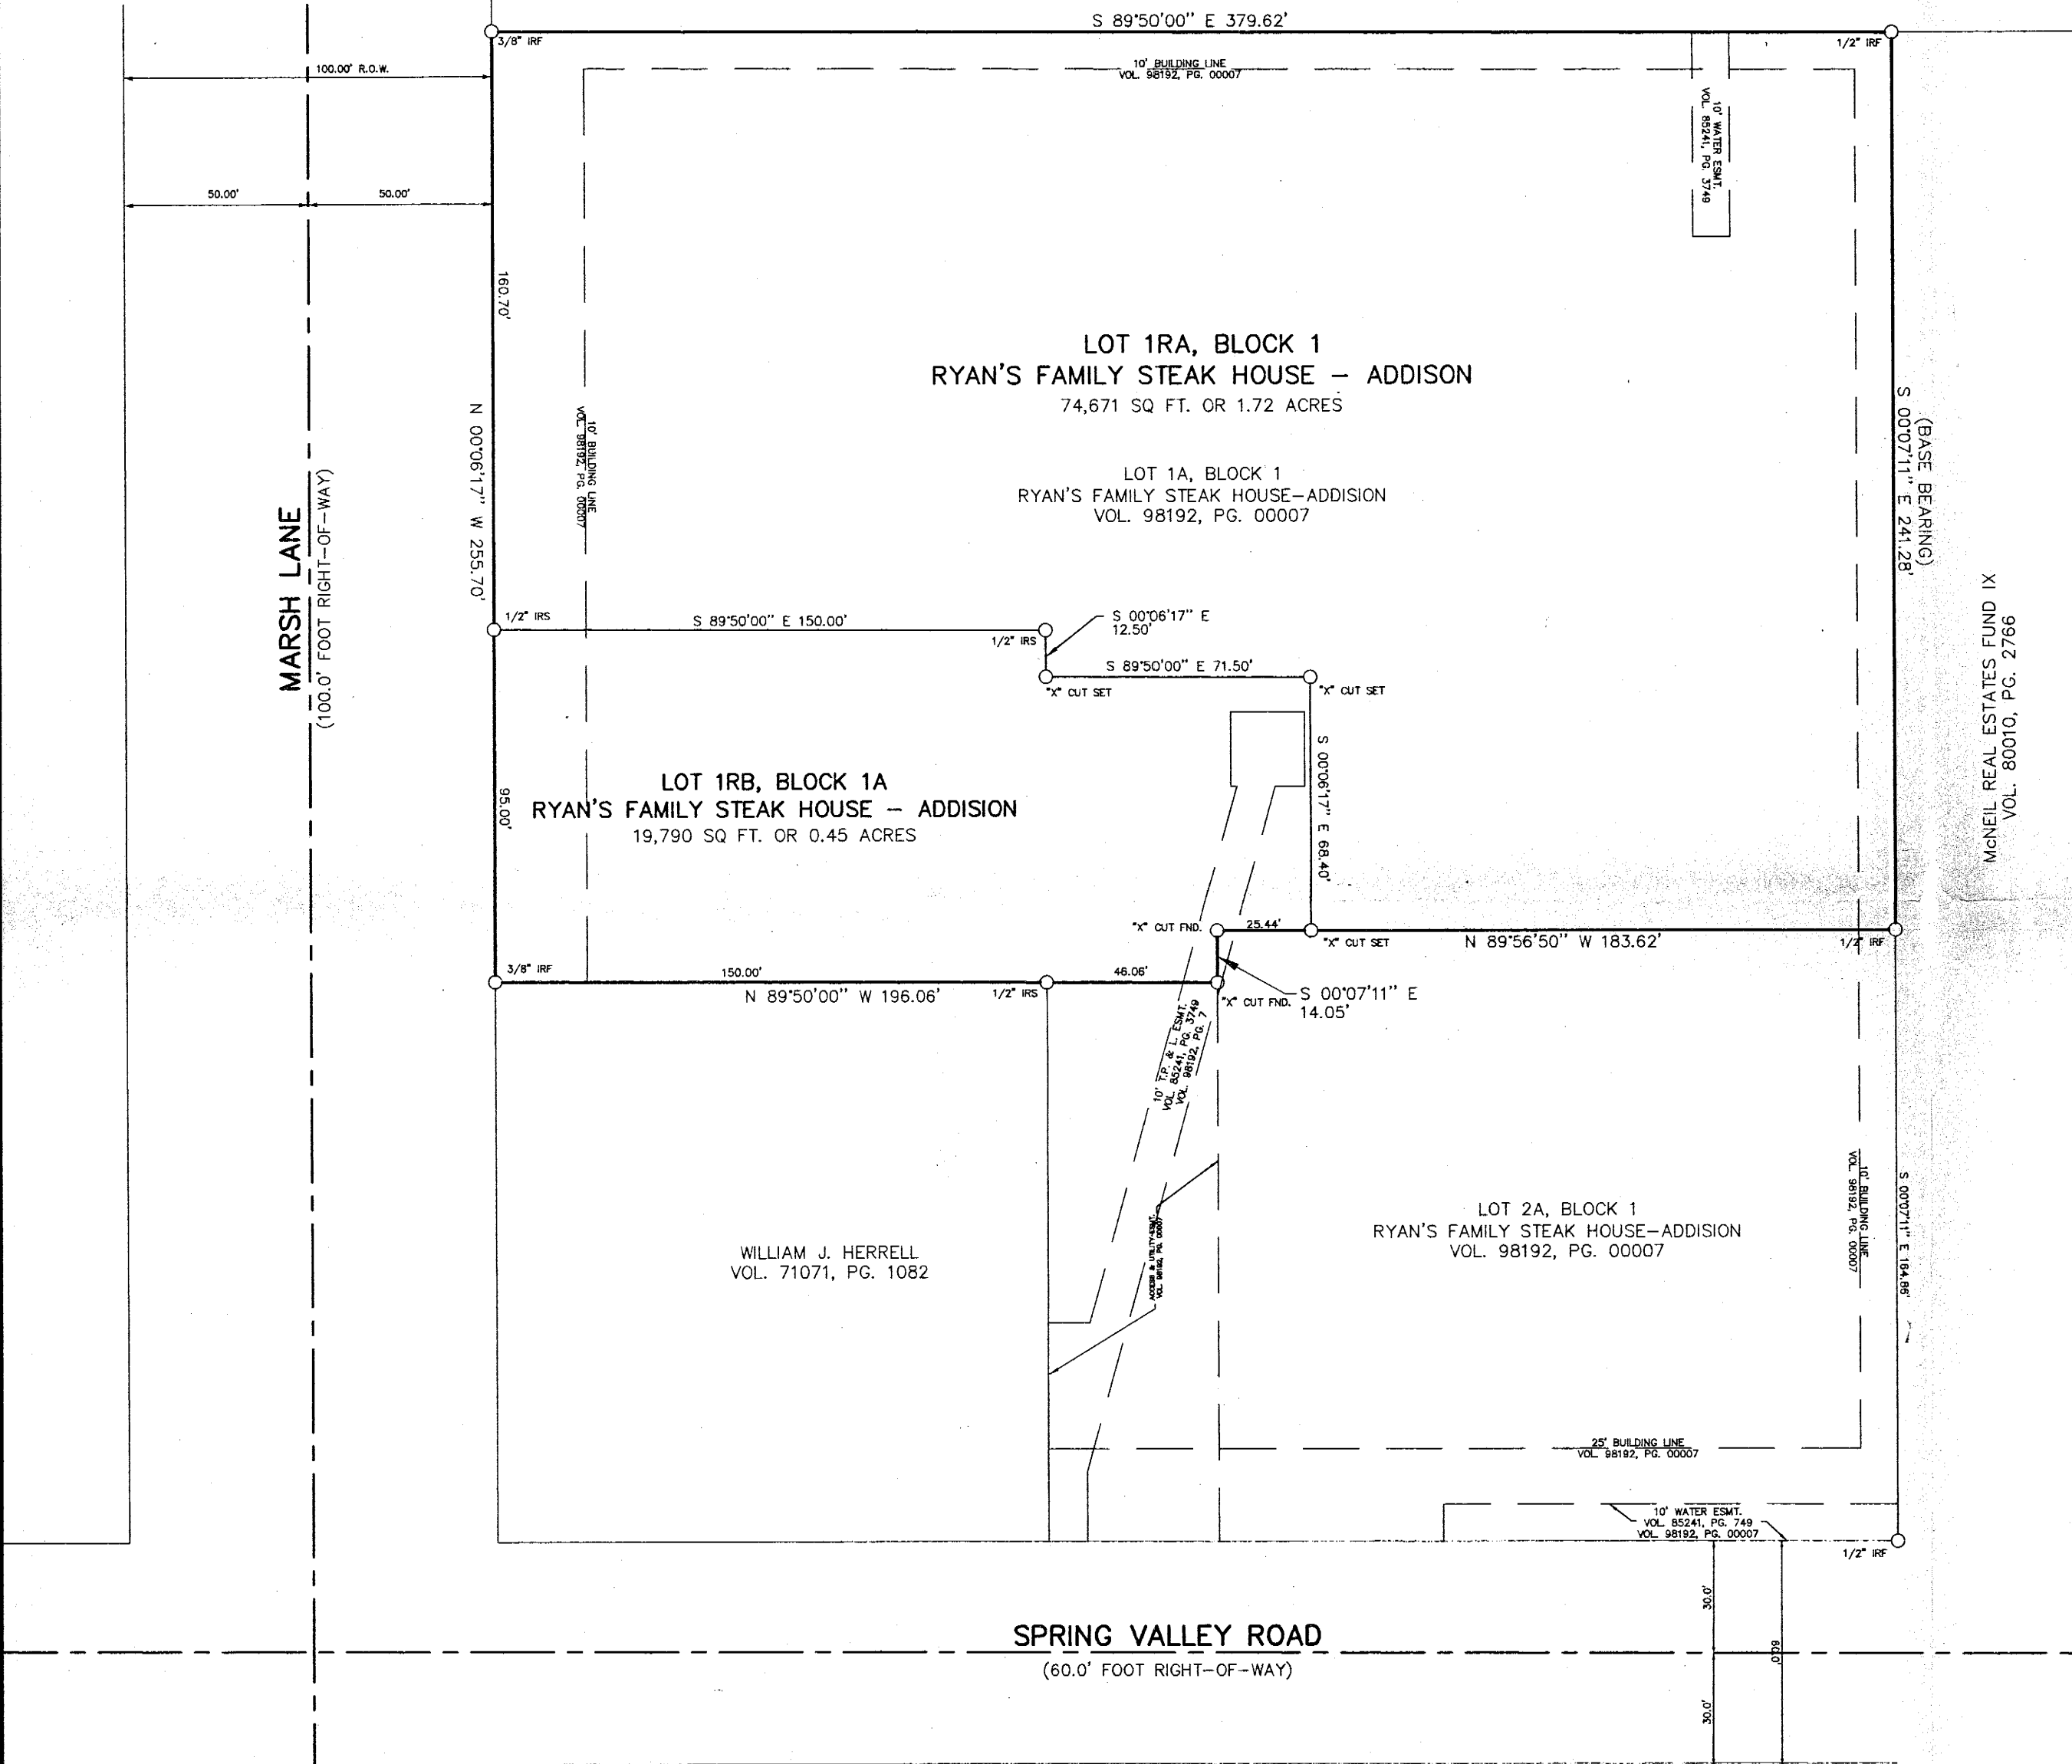 S 89°50'00" E 379.62'
3/8" IRF
1/2" IRF
100.00' R.O.W.
10' BUILDING LINE
VOL. 98192, PG. 00007
10' WATER ESMT.
VOL. 85241, PG. 3749
50.00'
50.00'
160.70'
LOT 1RA, BLOCK 1
RYAN'S FAMILY STEAK HOUSE – ADDISON
74,671 SQ FT. OR 1.72 ACRES
LOT 1A, BLOCK 1
RYAN'S FAMILY STEAK HOUSE–ADDISION
VOL. 98192, PG. 00007
N 00°06'17" W 255.70'
10' BUILDING LINE
VOL. 98192, PG. 00007
(BASE BEARING)
S 00°07'11" E 241.28'
MARSH LANE
(100.0' FOOT RIGHT–OF–WAY)
McNEIL REAL ESTATES FUND IX
VOL. 80010, PG. 2766
1/2" IRS
S 89°50'00" E 150.00'
1/2" IRS
S 00°06'17" E
12.50'
S 89°50'00" E 71.50'
"X" CUT SET
"X" CUT SET
S 00°06'17" E 68.40'
95.00'
LOT 1RB, BLOCK 1A
RYAN'S FAMILY STEAK HOUSE – ADDISION
19,790 SQ FT. OR 0.45 ACRES
"X" CUT FND.
25.44'
"X" CUT SET
N 89°56'50" W 183.62'
1/2" IRF
3/8" IRF
150.00'
46.06'
N 89°50'00" W 196.06'
1/2" IRS
"X" CUT FND.
S 00°07'11" E
14.05'
10' T.P. & L. ESMT.
VOL. 85241, PG. 3749
VOL. 98192, PG. 7
ACCESS & UTILITY ESMT.
VOL. 98192, PG. 00007
WILLIAM J. HERRELL
VOL. 71071, PG. 1082
LOT 2A, BLOCK 1
RYAN'S FAMILY STEAK HOUSE–ADDISION
VOL. 98192, PG. 00007
10' BUILDING LINE
VOL. 98192, PG. 00007
S 00°07'11" E 164.86'
25' BUILDING LINE
VOL. 98192, PG. 00007
10' WATER ESMT.
VOL. 85241, PG. 749
VOL. 98192, PG. 00007
1/2" IRF
30.0'
60.0'
30.0'
SPRING VALLEY ROAD
(60.0' FOOT RIGHT–OF–WAY)